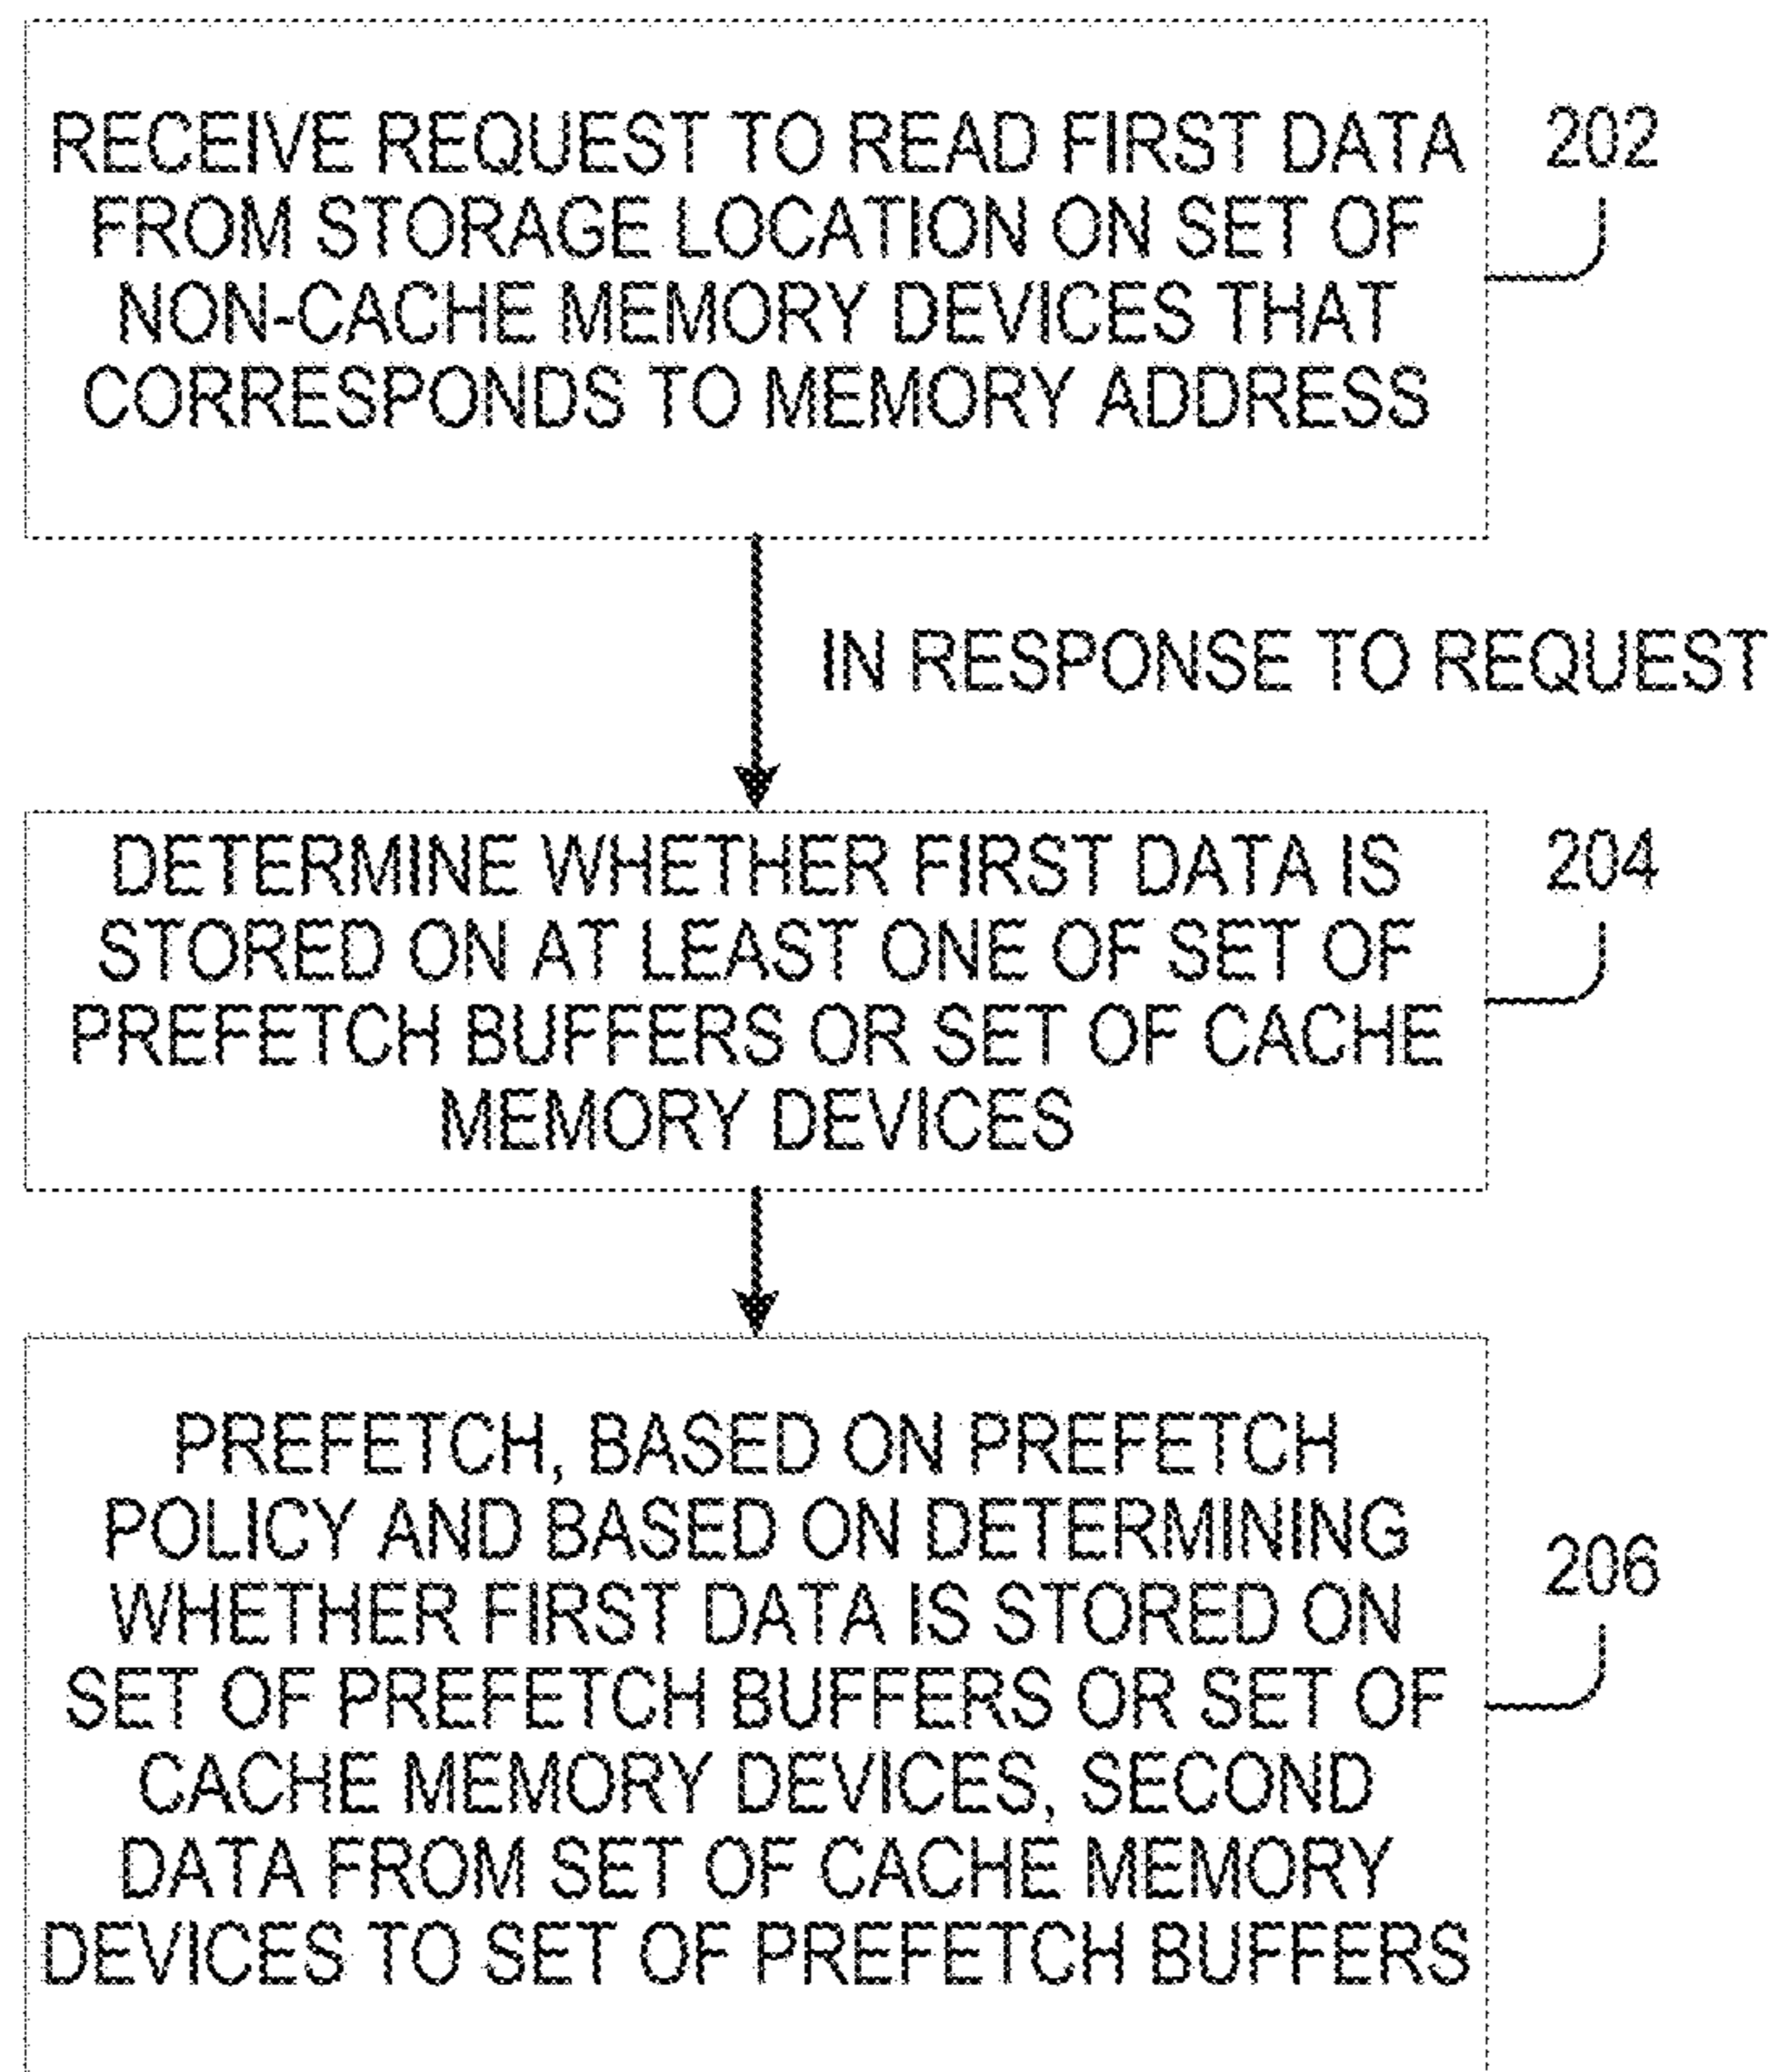 RECEIVE REQUEST TO READ FIRST DATA
FROM STORAGE LOCATION ON SET OF
NON-CACHE MEMORY DEVICES THAT
CORRESPONDS TO MEMORY ADDRESS
202
IN RESPONSE TO REQUEST
DETERMINE WHETHER FIRST DATA IS
STORED ON AT LEAST ONE OF SET OF
PREFETCH BUFFERS OR SET OF CACHE
MEMORY DEVICES
204
PREFETCH, BASED ON PREFETCH
POLICY AND BASED ON DETERMINING
WHETHER FIRST DATA IS STORED ON
SET OF PREFETCH BUFFERS OR SET OF
CACHE MEMORY DEVICES, SECOND
DATA FROM SET OF CACHE MEMORY
DEVICES TO SET OF PREFETCH BUFFERS
206